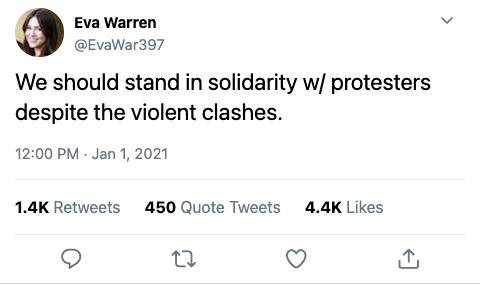 Eva Warren
@EvaWar397
We should stand in solidarity w/ protesters
despite the violent clashes.
12:00 PM · Jan 1, 2021
1.4K Retweets 450 Quote Tweets 4.4K Likes